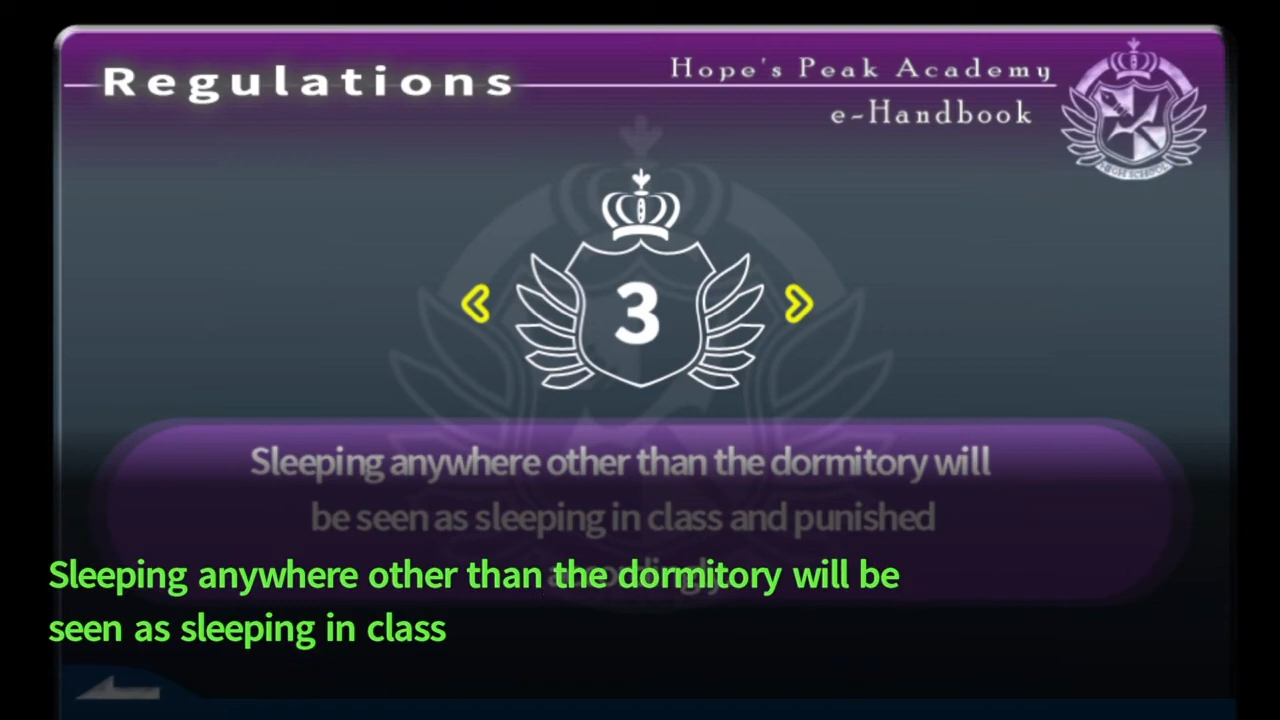 Regulations
Hope's Peak Academy
e-Handbook
3
Sleeping anywhere other than the dormitory will
be seen as sleeping in class and punished
accordingly.
Sleeping anywhere other than the dormitory will be
seen as sleeping in class